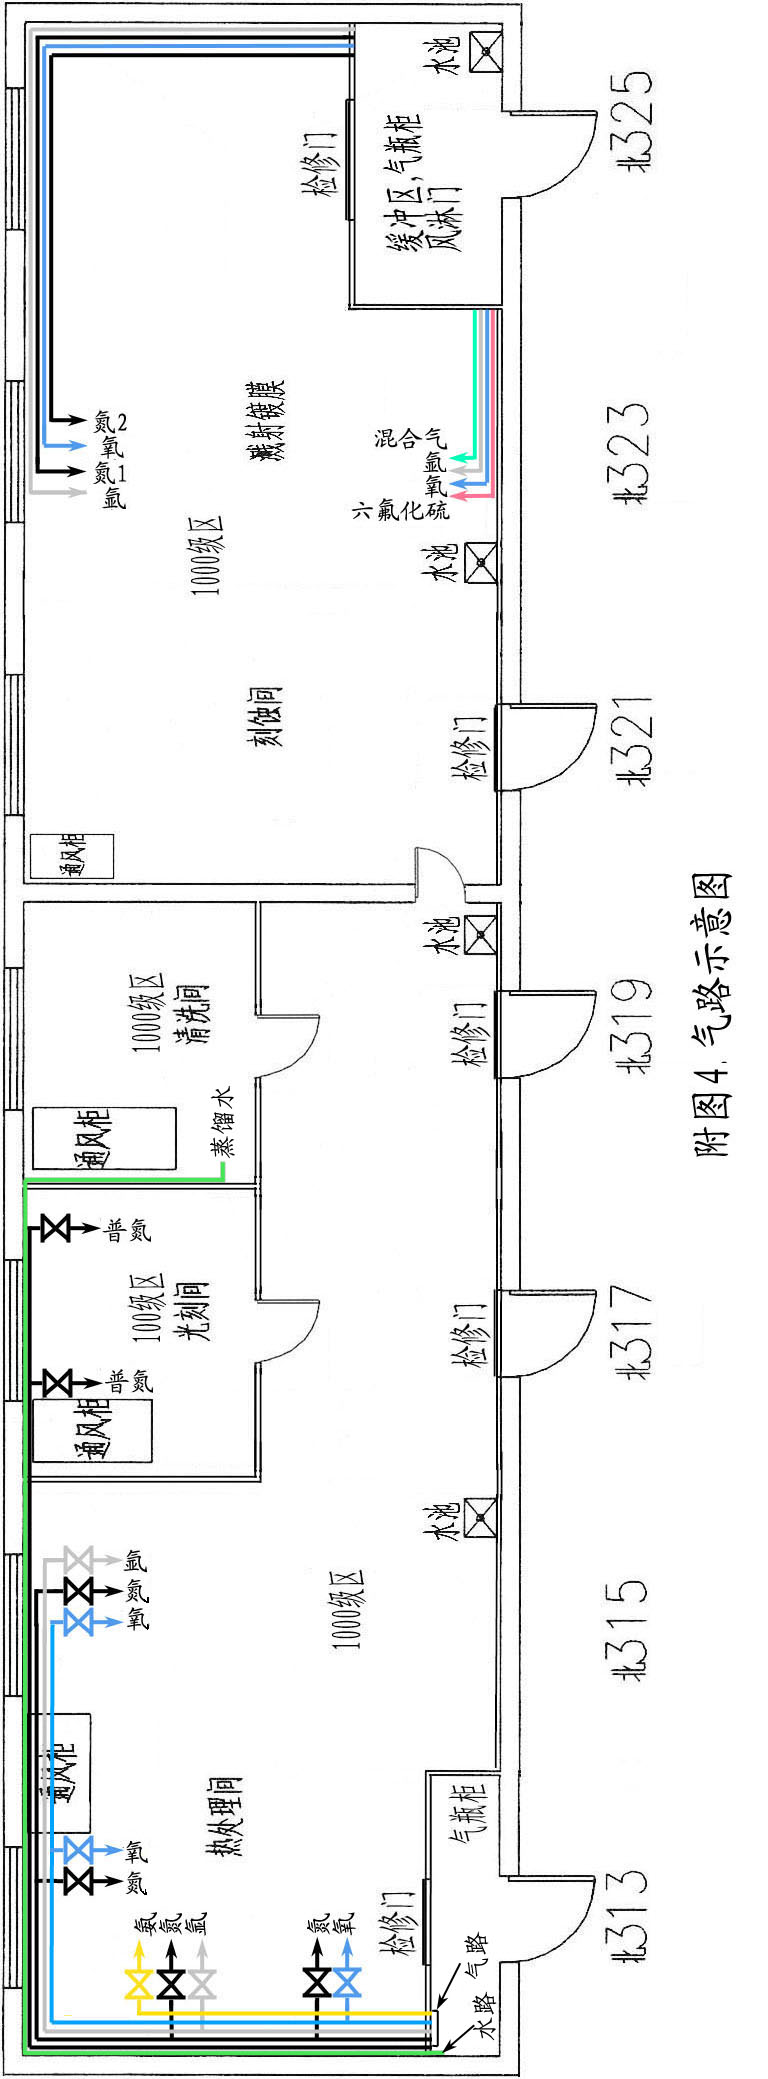 水池
北325
检修门
缓冲区,气瓶柜
风淋门
氮2
氧
氮1
氩
溅射镀膜
混合气
氩
氧
六氟化硫
北323
1000级区
水池
刻蚀间
检修门
北321
通风柜
水池
1000级区
清洗间
检修门
北319
通风柜
蒸馏水
附图4.气路示意图
普氮
100级区
光刻间
检修门
北317
普氮
通风柜
水池
氩
氮
氧
1000级区
北315
通风柜
热处理间
气瓶柜
氧
氮
检修门
北313
氨
氮
氩
氮
氧
气路
水路